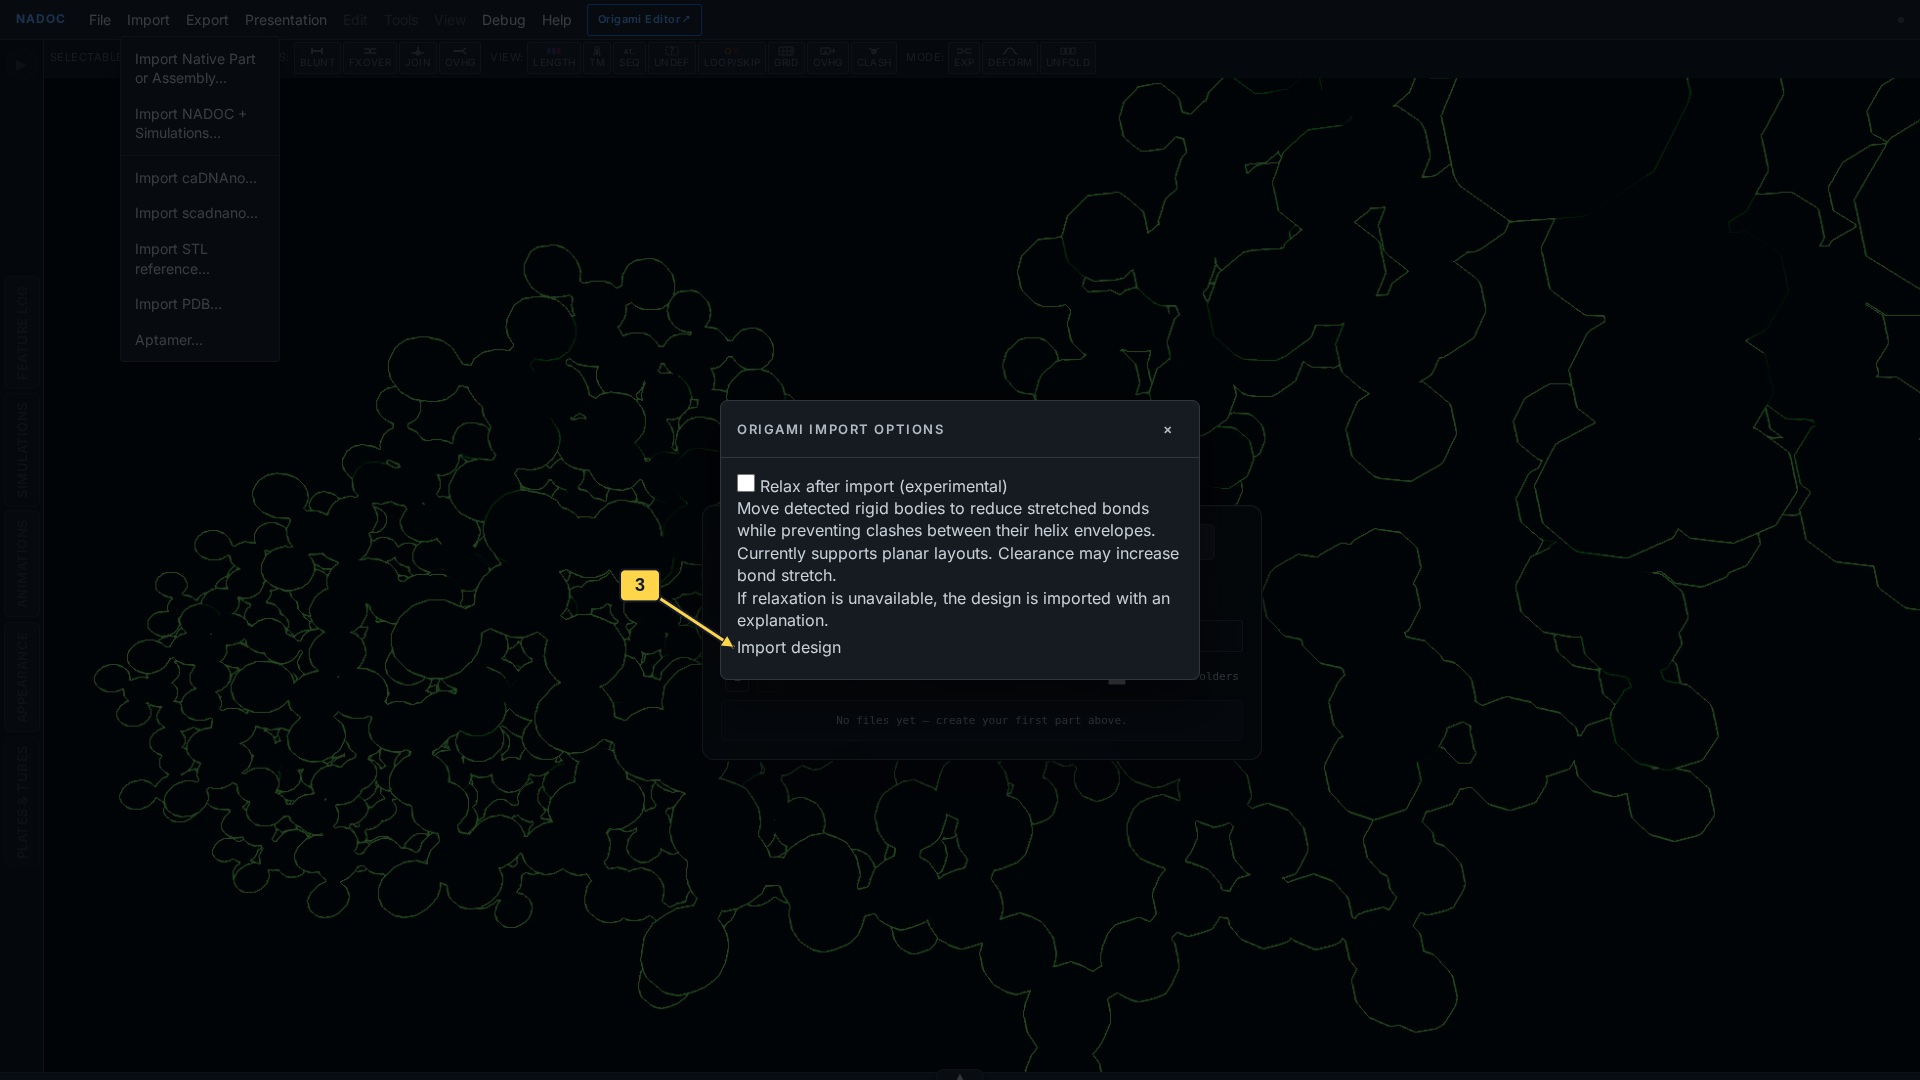 NADOC File Import Export Presentation Edit Tools View Debug Help Origami Editor↗
SELECTABLE S: BLUNT FXOVER JOIN OVHG VIEW: LENGTH TM SEQ UNDEF LOOP/SKIP GRID OVHG CLASH MODE: EXP DEFORM UNFOLD
Import Native Part
or Assembly...
Import NADOC +
Simulations...
Import caDNAno...
Import scadnano...
Import STL
reference...
Import PDB...
Aptamer...
FEATURE LOG
SIMULATIONS
ANIMATIONS
APPEARANCE
PLATES & TUBES
ORIGAMI IMPORT OPTIONS ×
Relax after import (experimental)
Move detected rigid bodies to reduce stretched bonds
while preventing clashes between their helix envelopes.
Currently supports planar layouts. Clearance may increase
bond stretch.
If relaxation is unavailable, the design is imported with an
explanation.
3
Import design
olders
No files yet — create your first part above.